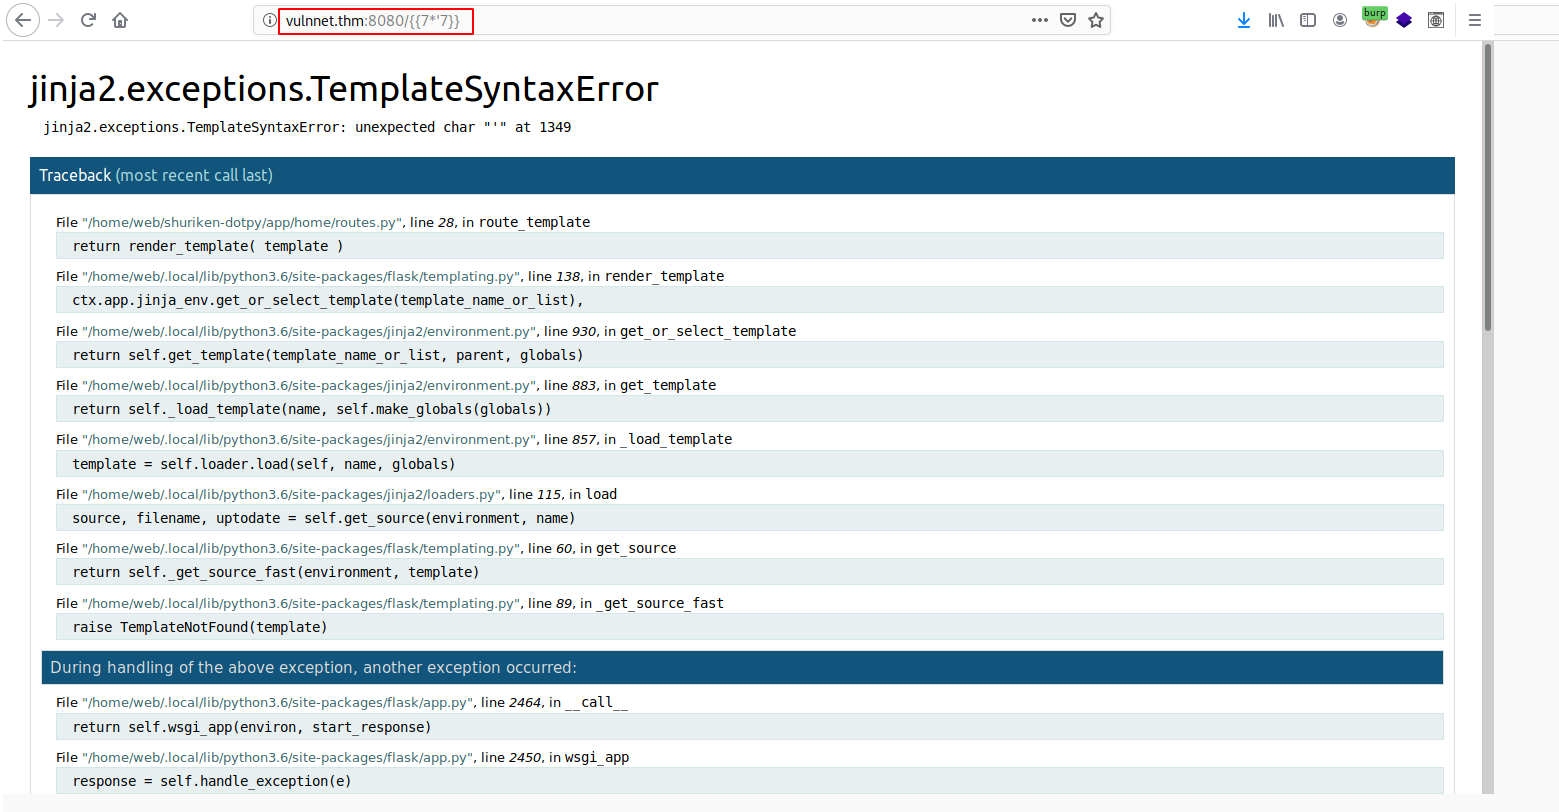 vulnnet.thm:8080/{{7*'7}}
burp
jinja2.exceptions.TemplateSyntaxError
jinja2.exceptions.TemplateSyntaxError: unexpected char "'" at 1349
Traceback (most recent call last)
File "/home/web/shuriken-dotpy/app/home/routes.py", line 28, in route_template
return render_template( template )
File "/home/web/.local/lib/python3.6/site-packages/flask/templating.py", line 138, in render_template
ctx.app.jinja_env.get_or_select_template(template_name_or_list),
File "/home/web/.local/lib/python3.6/site-packages/jinja2/environment.py", line 930, in get_or_select_template
return self.get_template(template_name_or_list, parent, globals)
File "/home/web/.local/lib/python3.6/site-packages/jinja2/environment.py", line 883, in get_template
return self._load_template(name, self.make_globals(globals))
File "/home/web/.local/lib/python3.6/site-packages/jinja2/environment.py", line 857, in _load_template
template = self.loader.load(self, name, globals)
File "/home/web/.local/lib/python3.6/site-packages/jinja2/loaders.py", line 115, in load
source, filename, uptodate = self.get_source(environment, name)
File "/home/web/.local/lib/python3.6/site-packages/flask/templating.py", line 60, in get_source
return self._get_source_fast(environment, template)
File "/home/web/.local/lib/python3.6/site-packages/flask/templating.py", line 89, in _get_source_fast
raise TemplateNotFound(template)
During handling of the above exception, another exception occurred:
File "/home/web/.local/lib/python3.6/site-packages/flask/app.py", line 2464, in __call__
return self.wsgi_app(environ, start_response)
File "/home/web/.local/lib/python3.6/site-packages/flask/app.py", line 2450, in wsgi_app
response = self.handle_exception(e)